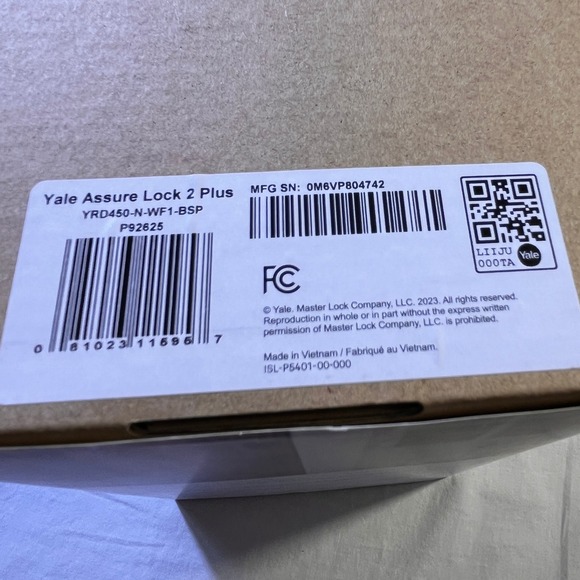 Yale Assure Lock 2 Plus
YRD450-N-WF1-BSP
P92625
0 81023 11595 7
MFG SN: 0M6VP804742
LIIJU
000TA
Yale
FC
© Yale. Master Lock Company, LLC. 2023. All rights reserved.
Reproduction in whole or in part without the express written
permission of Master Lock Company, LLC. is prohibited.
Made in Vietnam / Fabriqué au Vietnam.
ISL-P5401-00-000